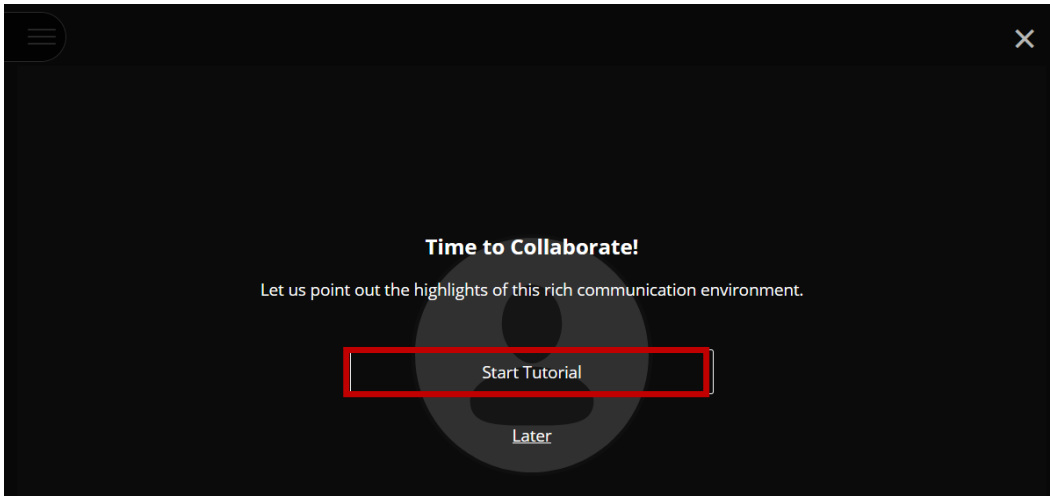 Time to Collaborate!
Let us point out the highlights of this rich communication environment.
Start Tutorial
Later